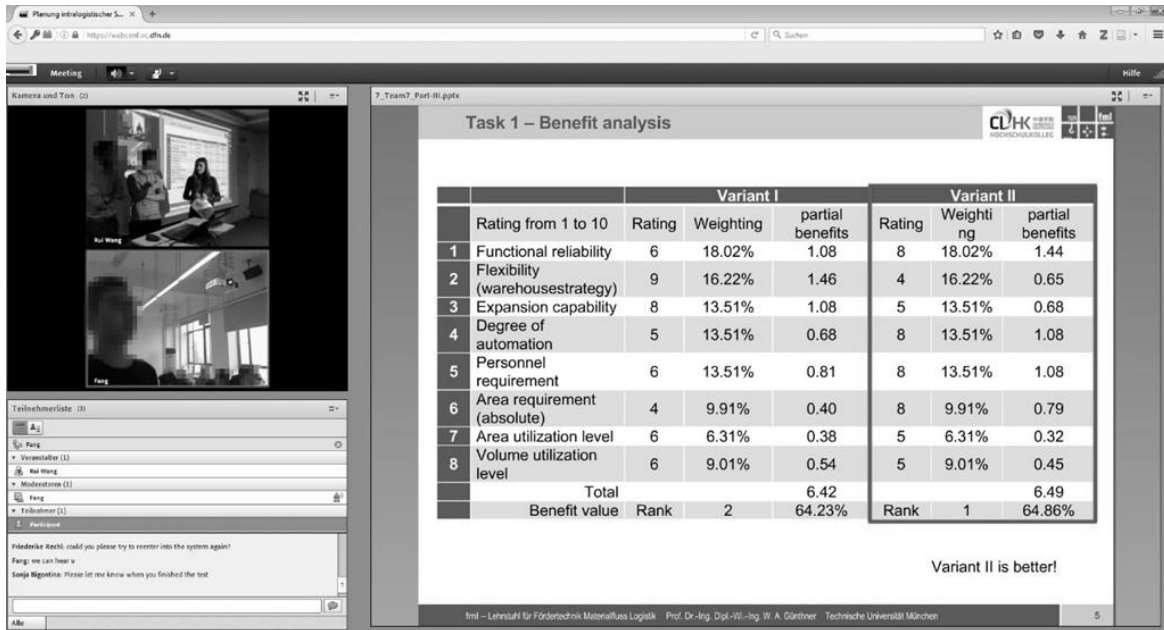 Planung intralogistischer S...
https://webconf.vc.dfn.de
Suchen
Meeting
Hilfe
Kamera und Ton (2)
Rui Wang
Fang
Teilnehmerliste (3)
Fang
Veranstalter (1)
Rui Wang
Moderatoren (1)
Fang
Teilnehmer (1)
Participant
Friederike Rechl: could you please try to reenter into the system again?
Fang: we can hear u
Sonja Bigontina: Please let me know when you finished the test
Alle
7_Team7_Part-III.pptx
Task 1 – Benefit analysis
CDHK
HOCHSCHULKOLLEG
fml
Variant I Variant II
Rating from 1 to 10 Rating Weighting partial benefits Rating Weighti ng partial benefits
1 Functional reliability 6 18.02% 1.08 8 18.02% 1.44
2 Flexibility (warehousestrategy) 9 16.22% 1.46 4 16.22% 0.65
3 Expansion capability 8 13.51% 1.08 5 13.51% 0.68
4 Degree of automation 5 13.51% 0.68 8 13.51% 1.08
5 Personnel requirement 6 13.51% 0.81 8 13.51% 1.08
6 Area requirement (absolute) 4 9.91% 0.40 8 9.91% 0.79
7 Area utilization level 6 6.31% 0.38 5 6.31% 0.32
8 Volume utilization level 6 9.01% 0.54 5 9.01% 0.45
Total 6.42 6.49
Benefit value Rank 2 64.23% Rank 1 64.86%
Variant II is better!
fml – Lehrstuhl für Fördertechnik Materialfluss Logistik Prof. Dr.-Ing. Dipl.-Wi.-Ing. W. A. Günthner Technische Universität München
5